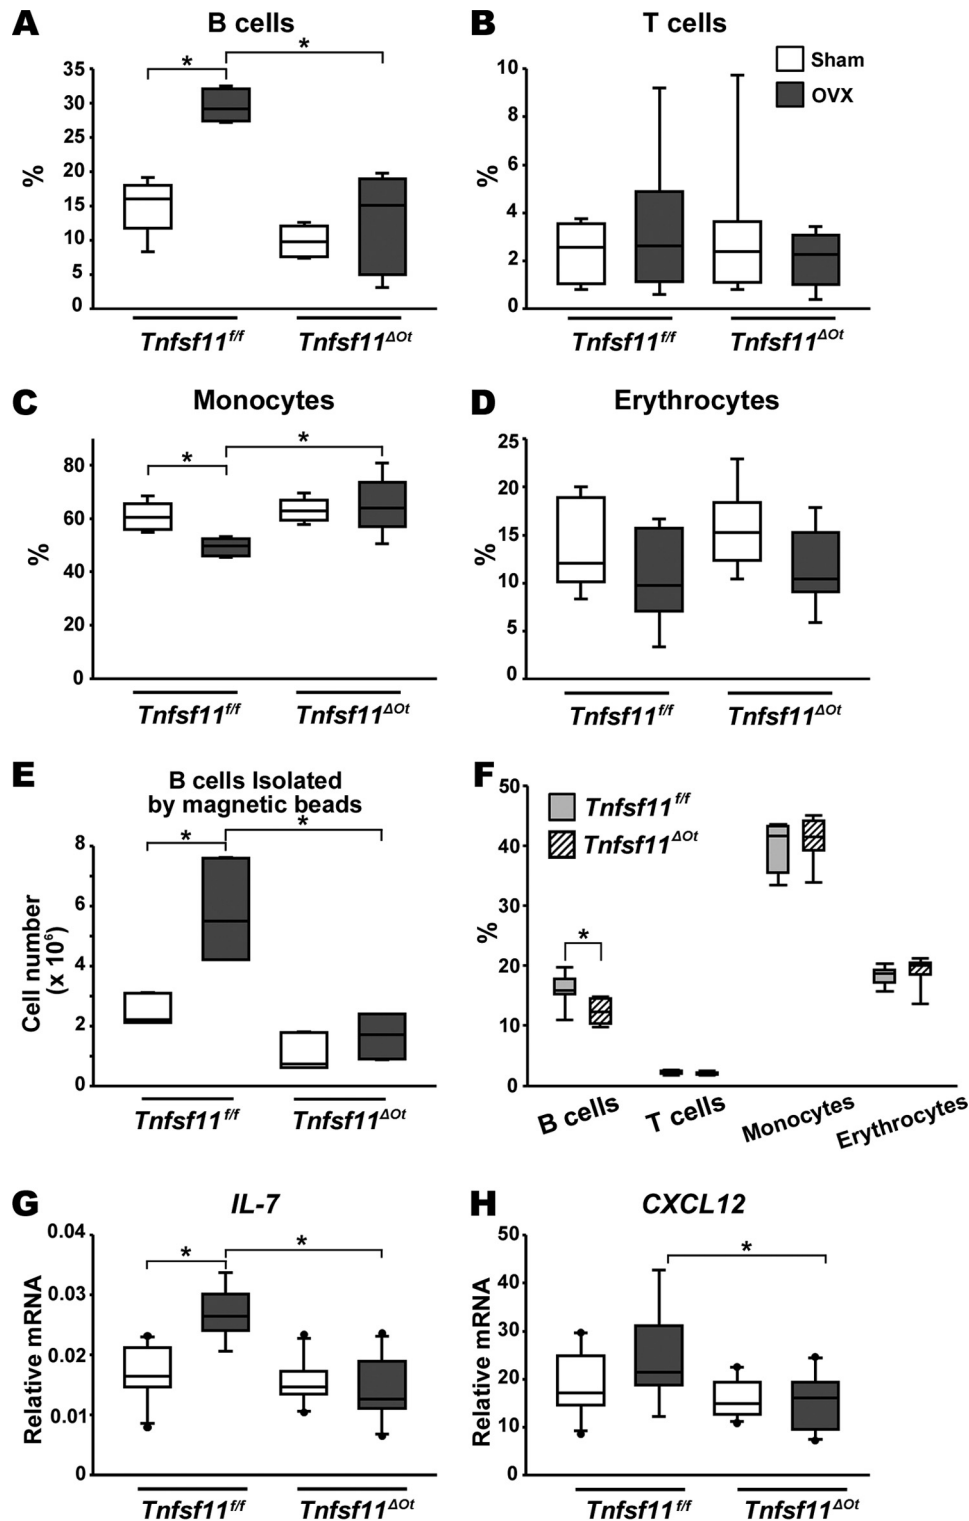 A
B cells
35
30
25
20
15
10
5
0
%
*
*
Tnfsf11f/f
Tnfsf11ΔOt
B
T cells
Sham
OVX
10
8
6
4
2
0
%
Tnfsf11f/f
Tnfsf11ΔOt
C
Monocytes
80
60
40
20
0
%
*
*
Tnfsf11f/f
Tnfsf11ΔOt
D
Erythrocytes
25
20
15
10
5
0
%
Tnfsf11f/f
Tnfsf11ΔOt
E
B cells Isolated
by magnetic beads
8
6
4
2
0
Cell number
(x 10⁶)
*
*
Tnfsf11f/f
Tnfsf11ΔOt
F
Tnfsf11f/f
Tnfsf11ΔOt
50
40
30
20
10
0
%
*
B cells
T cells
Monocytes
Erythrocytes
G
IL-7
0.04
0.03
0.02
0.01
0
Relative mRNA
*
*
Tnfsf11f/f
Tnfsf11ΔOt
H
CXCL12
50
40
30
20
10
0
Relative mRNA
*
Tnfsf11f/f
Tnfsf11ΔOt